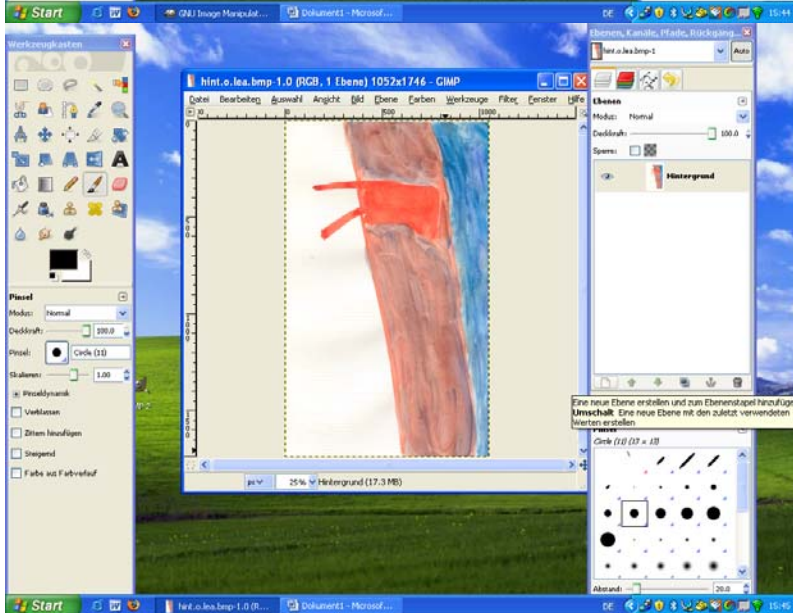 Start
GNU Image Manipulat...
Dokument1 - Microsof...
DE
15:44
Werkzeugkasten
Pinsel
Modus: Normal
Deckkraft: 100.0
Pinsel: Circle (11)
Skalieren: 1.00
Pinseldynamik
Verblassen
Zittern hinzufügen
Steigernd
Farbe aus Farbverlauf
hint.o.lea.bmp-1.0 (RGB, 1 Ebene) 1052x1746 - GIMP
Datei Bearbeiten Auswahl Ansicht Bild Ebene Farben Werkzeuge Filter Fenster Hilfe
0 500 1000
25% Hintergrund (17.3 MB)
Ebenen, Kanäle, Pfade, Rückgäng...
hint.o.lea.bmp-1
Auto
Ebenen
Modus: Normal
Deckkraft: 100.0
Sperre:
Hintergrund
Eine neue Ebene erstellen und zum Ebenenstapel hinzufüge
Umschalt Eine neue Ebene mit den zuletzt verwendeten
Werten erstellen
Pinsel
Circle (11) (13 × 13)
Abstand: 20.0
Start
hint.o.lea.bmp-1.0 (R...
Dokument1 - Microsof...
DE
15:45